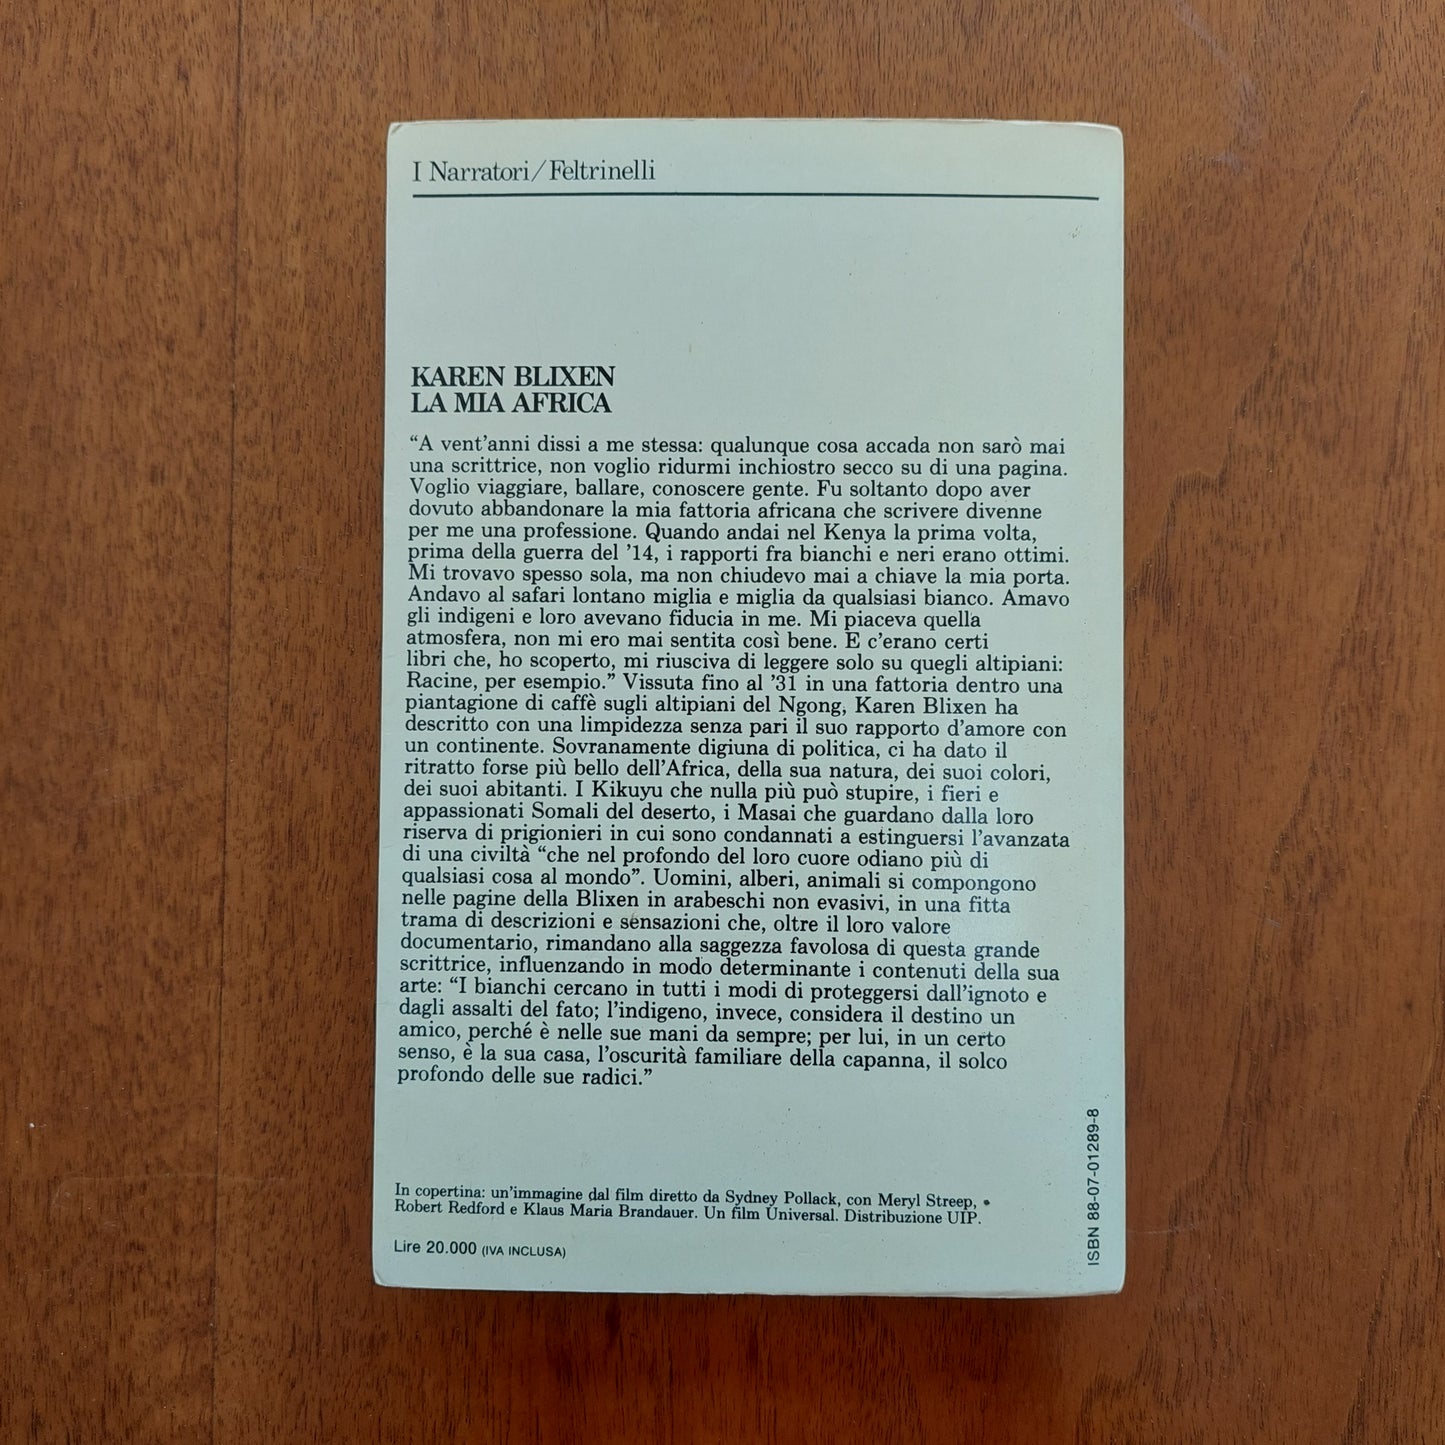 I Narratori/Feltrinelli
KAREN BLIXEN
LA MIA AFRICA
“A vent’anni dissi a me stessa: qualunque cosa accada non sarò mai
una scrittrice, non voglio ridurmi inchiostro secco su di una pagina.
Voglio viaggiare, ballare, conoscere gente. Fu soltanto dopo aver
dovuto abbandonare la mia fattoria africana che scrivere divenne
per me una professione. Quando andai nel Kenya la prima volta,
prima della guerra del ’14, i rapporti fra bianchi e neri erano ottimi.
Mi trovavo spesso sola, ma non chiudevo mai a chiave la mia porta.
Andavo al safari lontano miglia e miglia da qualsiasi bianco. Amavo
gli indigeni e loro avevano fiducia in me. Mi piaceva quella
atmosfera, non mi ero mai sentita così bene. E c’erano certi
libri che, ho scoperto, mi riusciva di leggere solo su quegli altipiani:
Racine, per esempio.” Vissuta fino al ’31 in una fattoria dentro una
piantagione di caffè sugli altipiani del Ngong, Karen Blixen ha
descritto con una limpidezza senza pari il suo rapporto d’amore con
un continente. Sovranamente digiuna di politica, ci ha dato il
ritratto forse più bello dell’Africa, della sua natura, dei suoi colori,
dei suoi abitanti. I Kikuyu che nulla più può stupire, i fieri e
appassionati Somali del deserto, i Masai che guardano dalla loro
riserva di prigionieri in cui sono condannati a estinguersi l’avanzata
di una civiltà “che nel profondo del loro cuore odiano più di
qualsiasi cosa al mondo”. Uomini, alberi, animali si compongono
nelle pagine della Blixen in arabeschi non evasivi, in una fitta
trama di descrizioni e sensazioni che, oltre il loro valore
documentario, rimandano alla saggezza favolosa di questa grande
scrittrice, influenzando in modo determinante i contenuti della sua
arte: “I bianchi cercano in tutti i modi di proteggersi dall’ignoto e
dagli assalti del fato; l’indigeno, invece, considera il destino un
amico, perché è nelle sue mani da sempre; per lui, in un certo
senso, è la sua casa, l’oscurità familiare della capanna, il solco
profondo delle sue radici.”
In copertina: un’immagine dal film diretto da Sydney Pollack, con Meryl Streep,
Robert Redford e Klaus Maria Brandauer. Un film Universal. Distribuzione UIP.
Lire 20.000 (IVA INCLUSA)
ISBN 88-07-01289-8